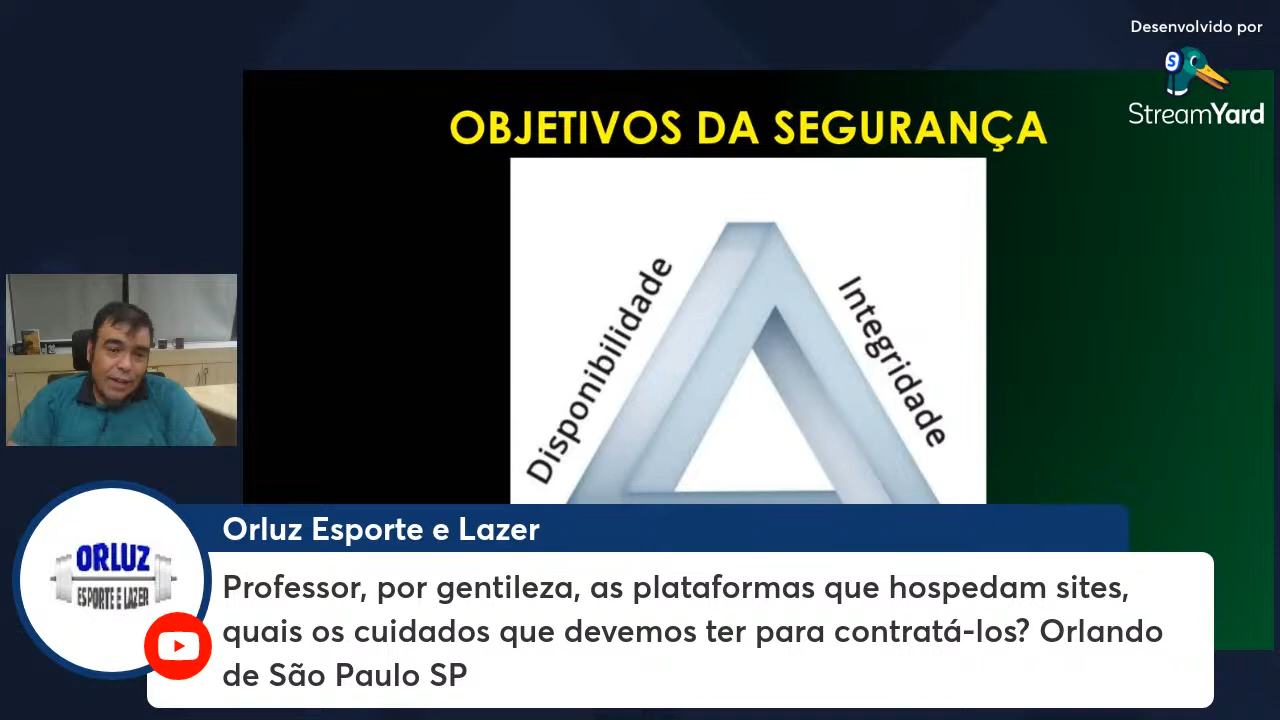 Desenvolvido por
StreamYard
OBJETIVOS DA SEGURANÇA
Disponibilidade
Integridade
Orluz Esporte e Lazer
ORLUZ
ESPORTE E LAZER
Professor, por gentileza, as plataformas que hospedam sites,
quais os cuidados que devemos ter para contratá-los? Orlando
de São Paulo SP